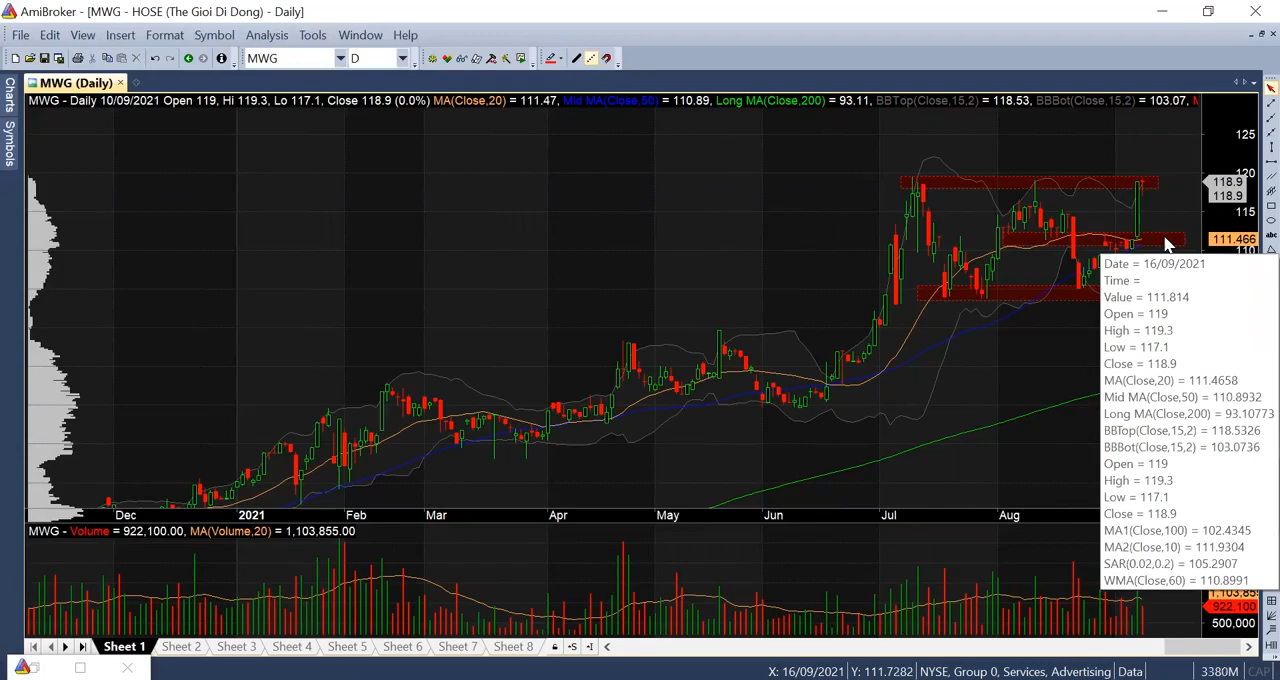 AmiBroker - [MWG - HOSE (The Gioi Di Dong) - Daily]
File Edit View Insert Format Symbol Analysis Tools Window Help
MWG D
MWG (Daily)
Charts
Symbols
MWG - Daily 10/09/2021 Open 119, Hi 119.3, Lo 117.1, Close 118.9 (0.0%) MA(Close,20) = 111.47, Mid MA(Close,50) = 110.89, Long MA(Close,200) = 93.11, BBTop(Close,15,2) = 118.53, BBBot(Close,15,2) = 103.07,
125
120
118.9
118.9
115
111.466
110
Date = 16/09/2021
Time =
Value = 111.814
Open = 119
High = 119.3
Low = 117.1
Close = 118.9
MA(Close,20) = 111.4658
Mid MA(Close,50) = 110.8932
Long MA(Close,200) = 93.10773
BBTop(Close,15,2) = 118.5326
BBBot(Close,15,2) = 103.0736
Open = 119
High = 119.3
Low = 117.1
Close = 118.9
MA1(Close,100) = 102.4345
MA2(Close,10) = 111.9304
SAR(0.02,0.2) = 105.2907
WMA(Close,60) = 110.8991
Dec 2021 Feb Mar Apr May Jun Jul Aug
MWG - Volume = 922,100.00, MA(Volume,20) = 1,103,855.00
922,100
500,000
Sheet 1 Sheet 2 Sheet 3 Sheet 4 Sheet 5 Sheet 6 Sheet 7 Sheet 8
X: 16/09/2021 Y: 111.7282 NYSE, Group 0, Services, Advertising Data 3380M CAP